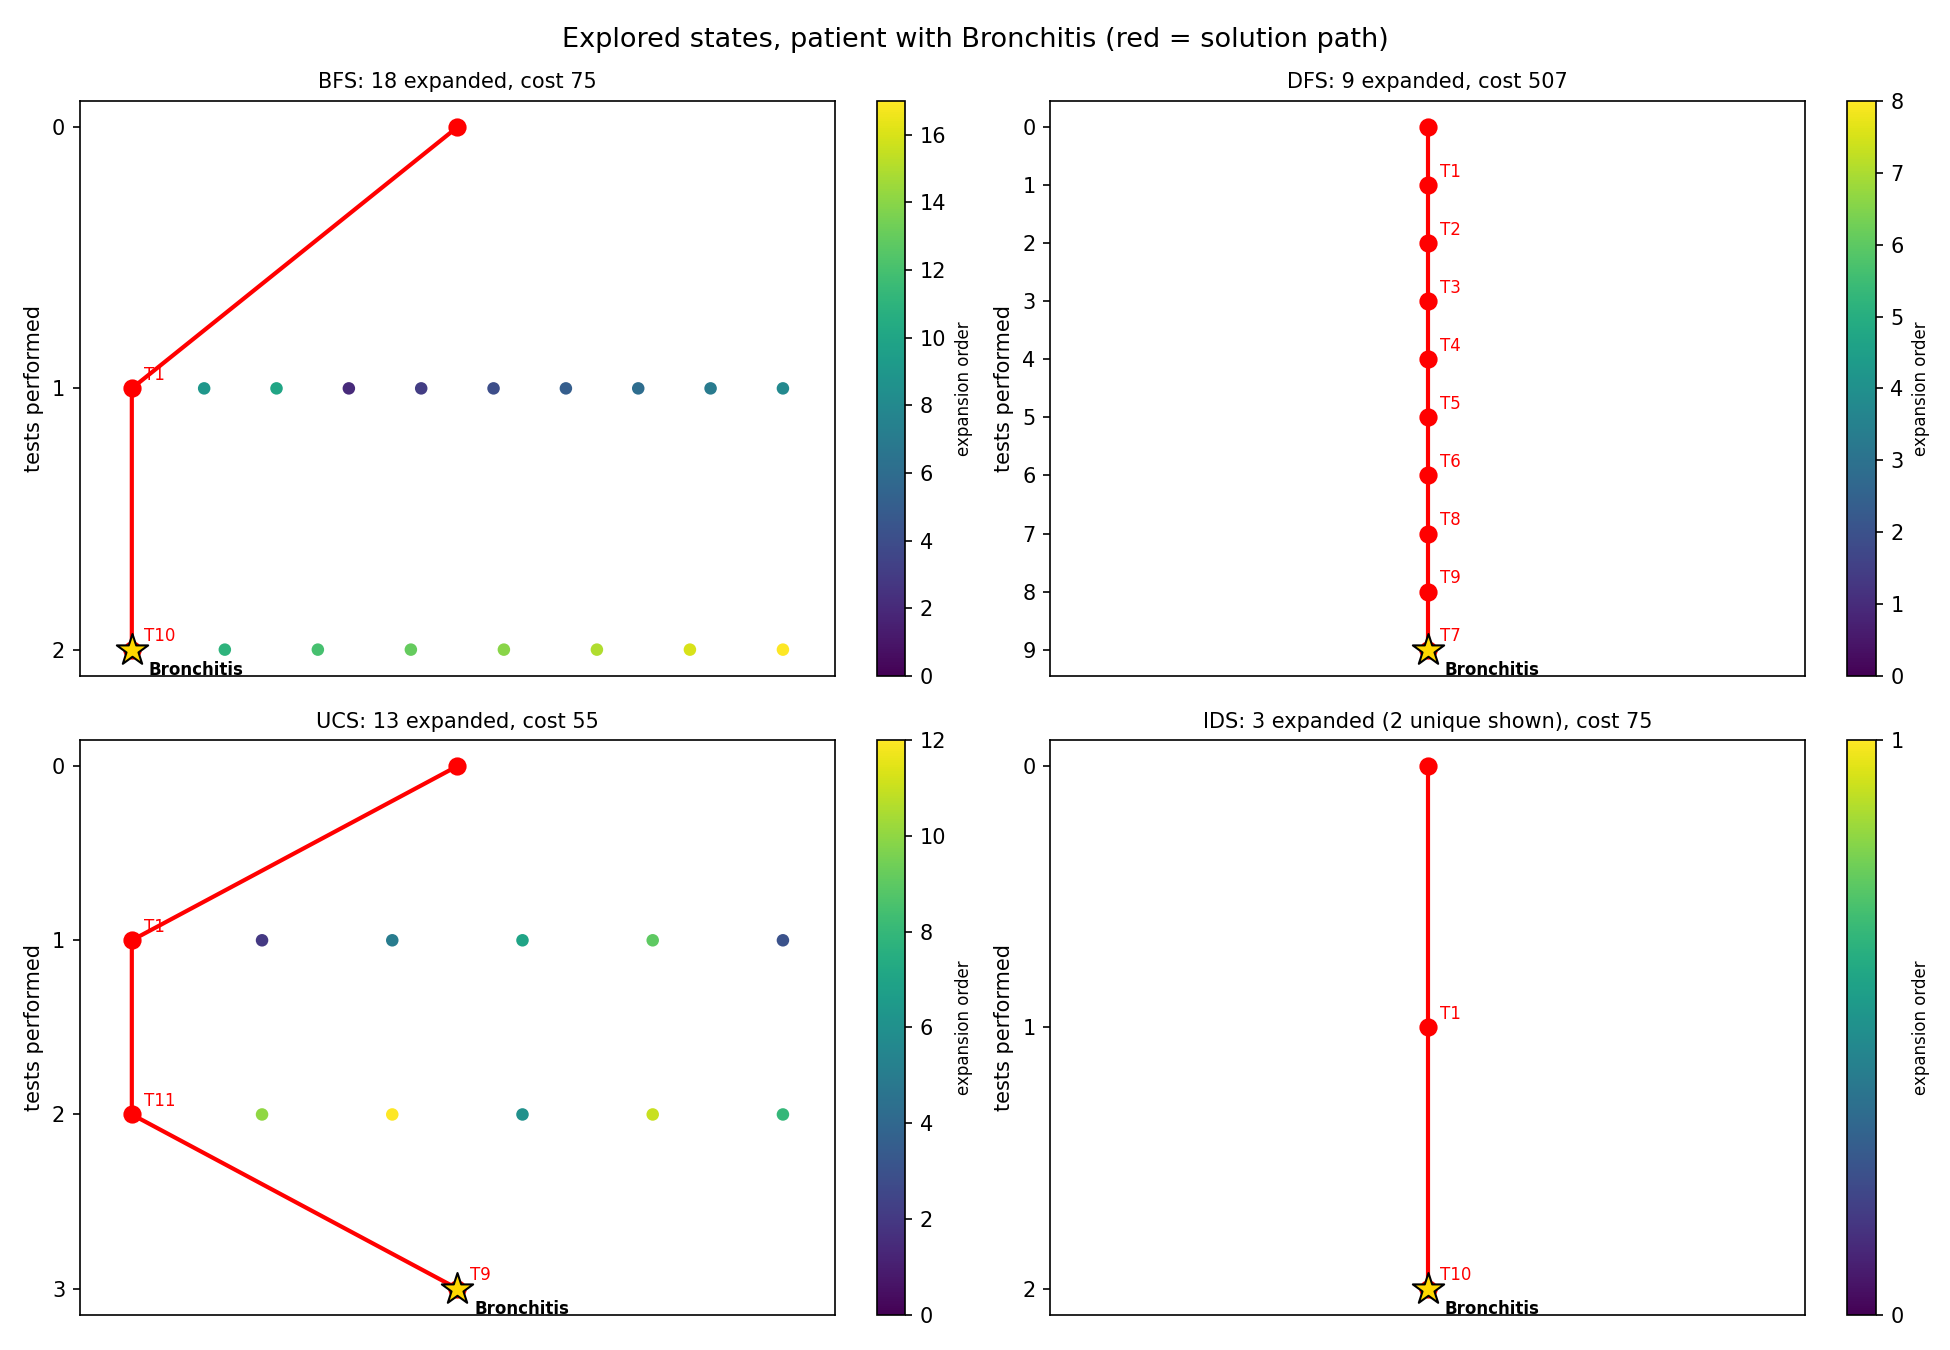 Explored states, patient with Bronchitis (red = solution path)
BFS: 18 expanded, cost 75
tests performed
0
1
2
T1
T10
Bronchitis
16
14
12
10
8
6
4
2
0
expansion order
DFS: 9 expanded, cost 507
tests performed
0
1
2
3
4
5
6
7
8
9
T1
T2
T3
T4
T5
T6
T8
T9
T7
Bronchitis
8
7
6
5
4
3
2
1
0
expansion order
UCS: 13 expanded, cost 55
tests performed
0
1
2
3
T1
T11
T9
Bronchitis
12
10
8
6
4
2
0
expansion order
IDS: 3 expanded (2 unique shown), cost 75
tests performed
0
1
2
T1
T10
Bronchitis
1
0
expansion order